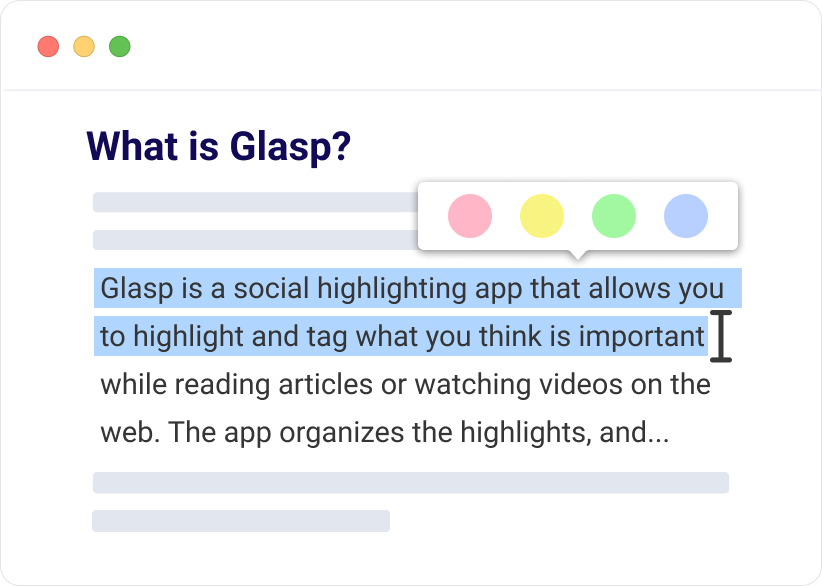 What is Glasp?
Glasp is a social highlighting app that allows you
to highlight and tag what you think is important
while reading articles or watching videos on the
web. The app organizes the highlights, and...